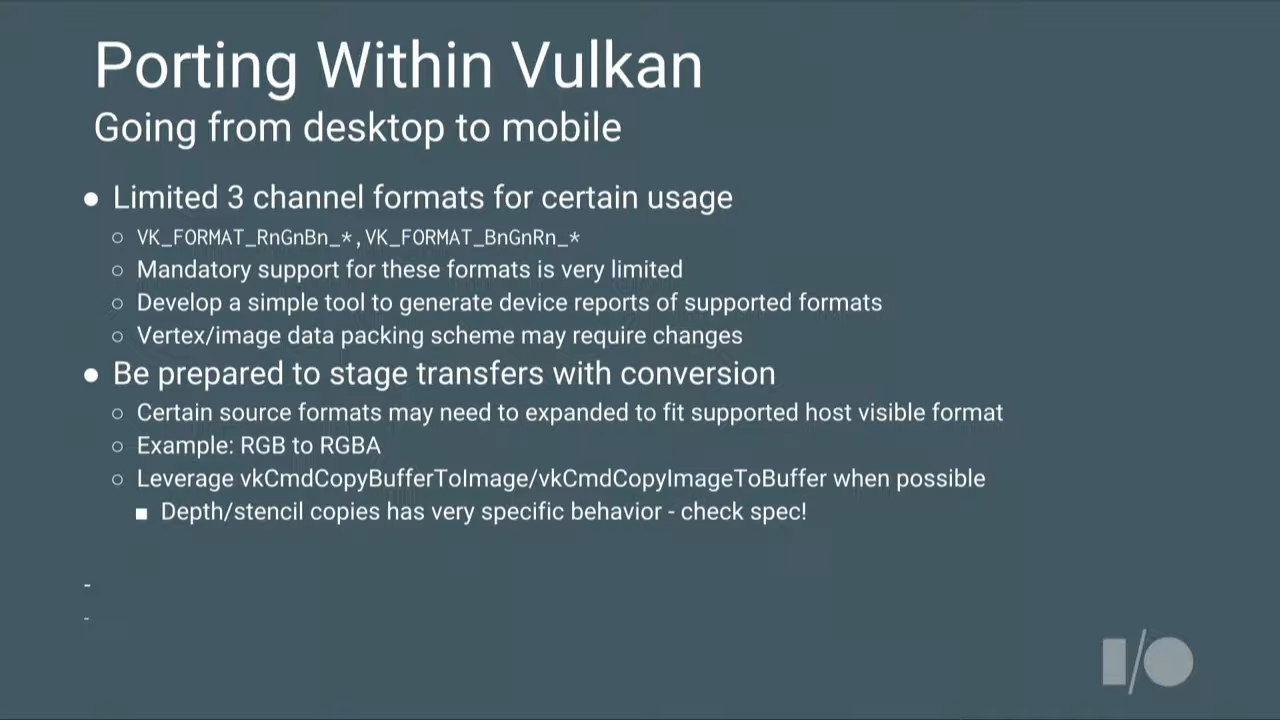 Porting Within Vulkan
Going from desktop to mobile
● Limited 3 channel formats for certain usage
○ VK_FORMAT_RnGnBn_*,VK_FORMAT_BnGnRn_*
○ Mandatory support for these formats is very limited
○ Develop a simple tool to generate device reports of supported formats
○ Vertex/image data packing scheme may require changes
● Be prepared to stage transfers with conversion
○ Certain source formats may need to expanded to fit supported host visible format
○ Example: RGB to RGBA
○ Leverage vkCmdCopyBufferToImage/vkCmdCopyImageToBuffer when possible
■ Depth/stencil copies has very specific behavior - check spec!
-
-
I/O